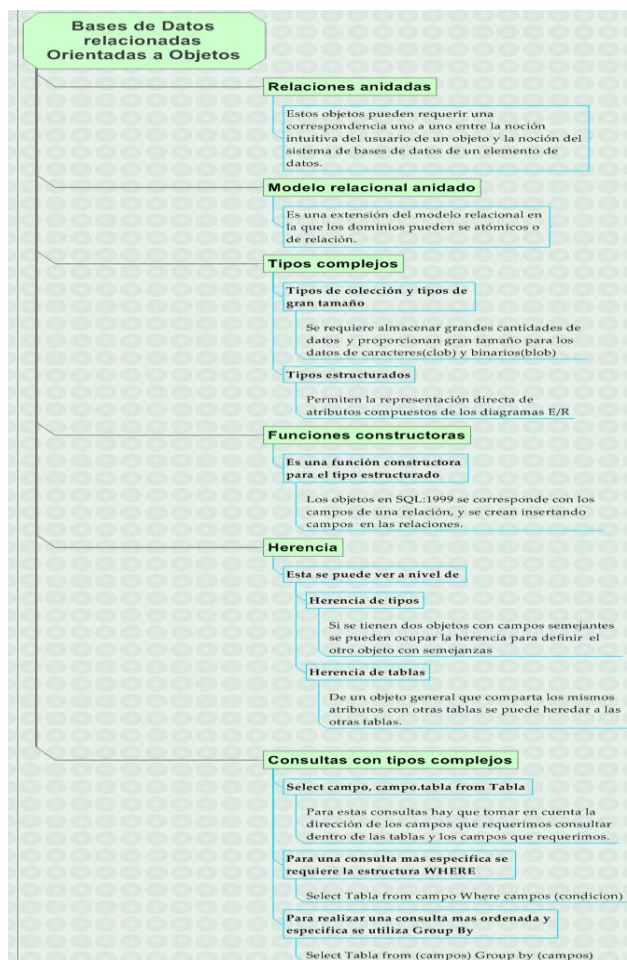 Bases de Datos
relacionadas
Orientadas a Objetos
Relaciones anidadas
Estos objetos pueden requerir una
correspondencia uno a uno entre la noción
intuitiva del usuario de un objeto y la noción del
sistema de bases de datos de un elemento de
datos.
Modelo relacional anidado
Es una extensión del modelo relacional en
la que los dominios pueden se atómicos o
de relación.
Tipos complejos
Tipos de colección y tipos de
gran tamaño
Se requiere almacenar grandes cantidades de
datos y proporcionan gran tamaño para los
datos de caracteres(clob) y binarios(blob)
Tipos estructurados
Permiten la representación directa de
atributos compuestos de los diagramas E/R
Funciones constructoras
Es una función constructora
para el tipo estructurado
Los objetos en SQL:1999 se corresponde con los
campos de una relación, y se crean insertando
campos en las relaciones.
Herencia
Esta se puede ver a nivel de
Herencia de tipos
Si se tienen dos objetos con campos semejantes
se pueden ocupar la herencia para definir el
otro objeto con semejanzas
Herencia de tablas
De un objeto general que comparta los mismos
atributos con otras tablas se puede heredar a las
otras tablas.
Consultas con tipos complejos
Select campo, campo.tabla from Tabla
Para estas consultas hay que tomar en cuenta la
dirección de los campos que requerimos consultar
dentro de las tablas y los campos que requerimos.
Para una consulta mas especifica se
requiere la estructura WHERE
Select Tabla from campo Where campos (condicion)
Para realizar una consulta mas ordenada y
especifica se utiliza Group By
Select Tabla from (campos) Group by (campos)